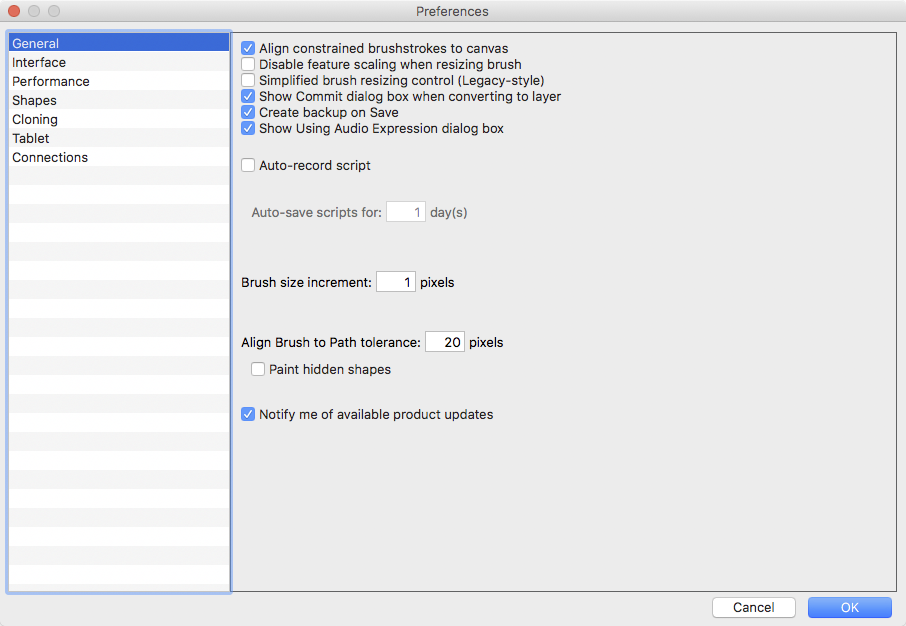 Preferences
General
Interface
Performance
Shapes
Cloning
Tablet
Connections
Align constrained brushstrokes to canvas
Disable feature scaling when resizing brush
Simplified brush resizing control (Legacy-style)
Show Commit dialog box when converting to layer
Create backup on Save
Show Using Audio Expression dialog box
Auto-record script
Auto-save scripts for: 1 day(s)
Brush size increment: 1 pixels
Align Brush to Path tolerance: 20 pixels
Paint hidden shapes
Notify me of available product updates
Cancel OK